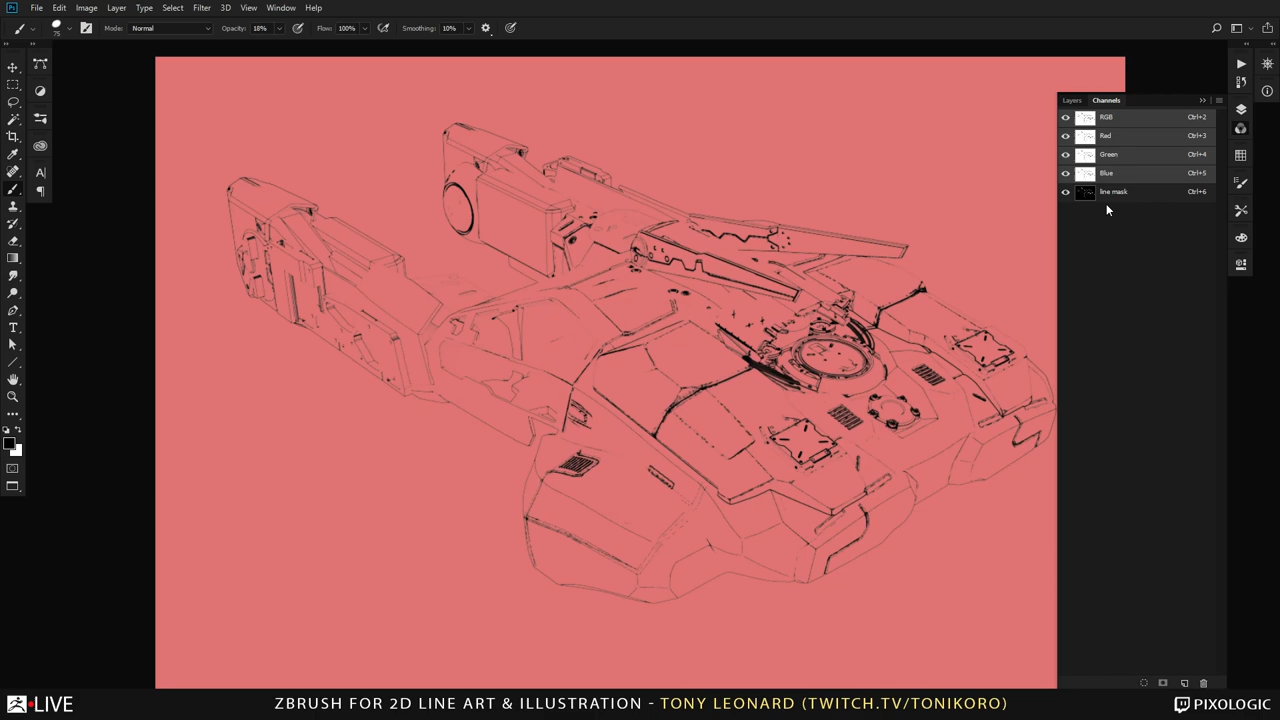 Ps File Edit Image Layer Type Select Filter 3D View Window Help
75 Mode: Normal Opacity: 18% Flow: 100% Smoothing: 10%
Layers Channels
RGB Ctrl+2
Red Ctrl+3
Green Ctrl+4
Blue Ctrl+5
line mask Ctrl+6
LIVE ZBRUSH FOR 2D LINE ART & ILLUSTRATION - TONY LEONARD (TWITCH.TV/TONIKORO) PIXOLOGIC